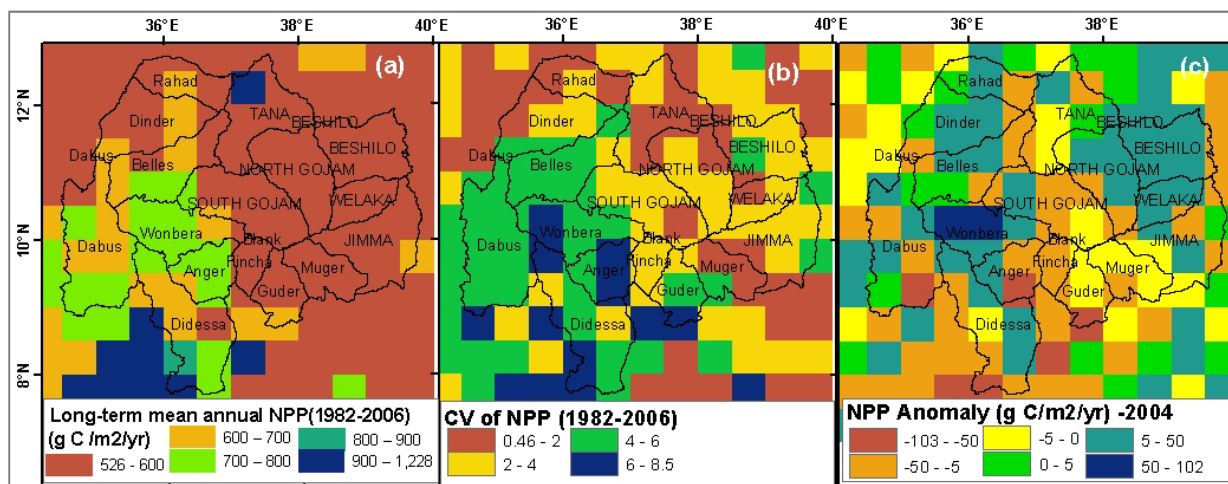 36°E 38°E 40°E 36°E 38°E 40°E 36°E 38°E
12°N
10°N
8°N
(a)
Rahad
TANA
Dinder
BESHILO
BESHILO
Dabus
Belles
NORTH GOJAM
SOUTH GOJAM
WELAKA
Wonbera
Blank
JIMMA
Dabus
Fincha
Anger
Muger
Guder
Didessa
Long-term mean annual NPP(1982-2006)
(g C /m2/yr)
526 - 600
600 – 700
700 – 800
800 – 900
900 – 1,228
(b)
Rahad
TANA
Dinder
BESHILO
BESHILO
Dabus
Belles
NORTH GOJAM
SOUTH GOJAM
WELAKA
Wonbera
Blank
JIMMA
Dabus
Fincha
Anger
Muger
Guder
Didessa
CV of NPP (1982-2006)
0.46 - 2
2 - 4
4 - 6
6 - 8.5
(c)
Rahad
TANA
Dinder
BESHILO
BESHILO
Dabus
Belles
NORTH GOJAM
SOUTH GOJAM
WELAKA
Wonbera
Blank
JIMMA
Dabus
Fincha
Anger
Muger
Guder
Didessa
NPP Anomaly (g C/m2/yr) -2004
-103 - -50
-50 - -5
-5 - 0
0 - 5
5 - 50
50 - 102